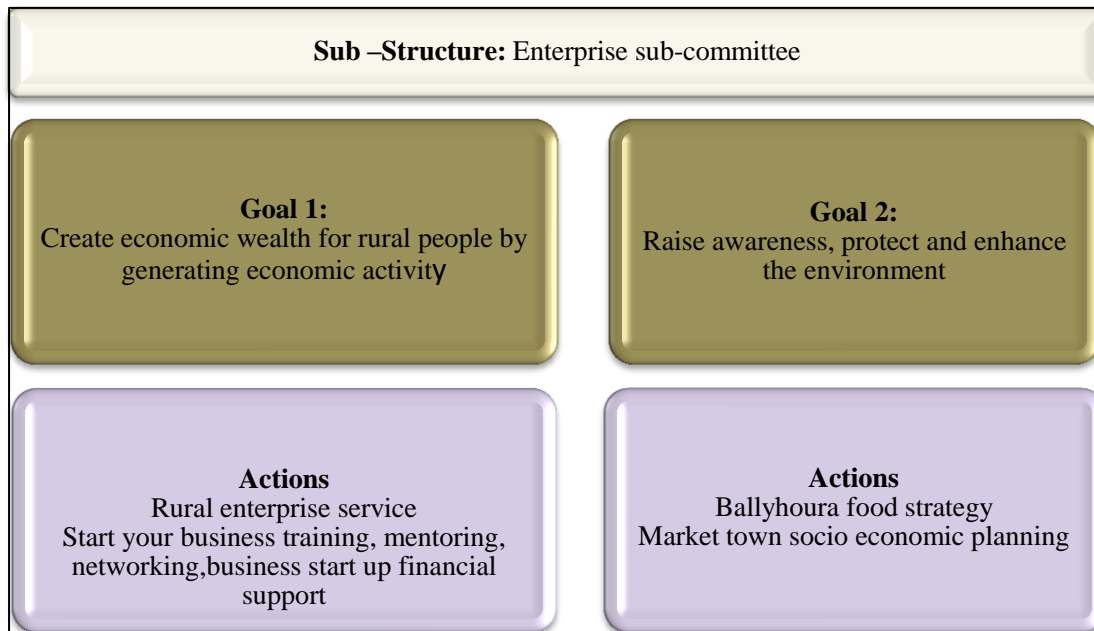 Sub –Structure: Enterprise sub-committee
Goal 1:
Create economic wealth for rural people by
generating economic activity
Goal 2:
Raise awareness, protect and enhance
the environment
Actions
Rural enterprise service
Start your business training, mentoring,
networking,business start up financial
support
Actions
Ballyhoura food strategy
Market town socio economic planning